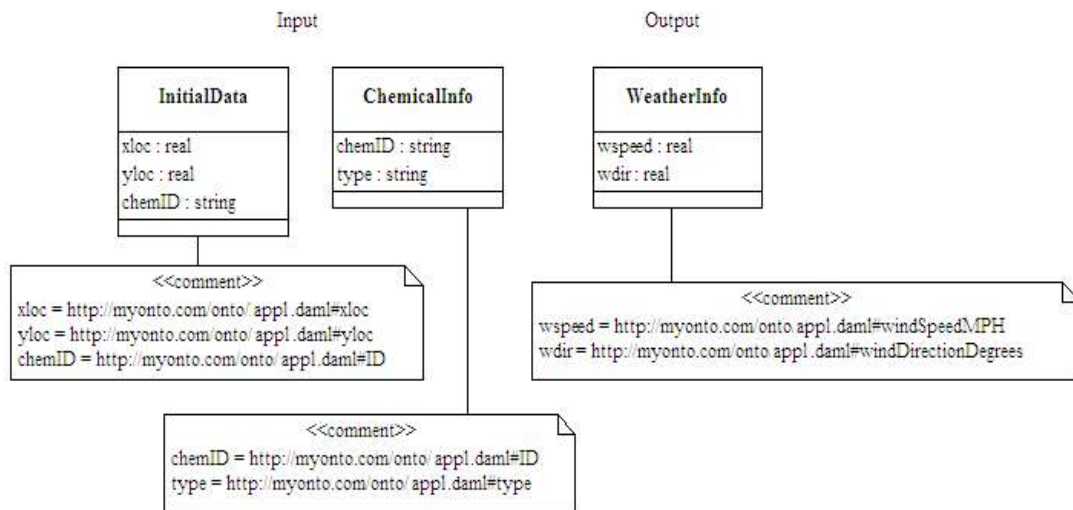 Input
Output
InitialData
xloc : real
yloc : real
chemID : string
ChemicalInfo
chemID : string
type : string
WeatherInfo
wspeed : real
wdir : real
<<comment>>
xloc = http://myonto.com/onto/appl.daml#xloc
yloc = http://myonto.com/onto/appl.daml#yloc
chemID = http://myonto.com/onto/appl.daml#ID
<<comment>>
wspeed = http://myonto.com/onto.appl.daml#windSpeedMPH
wdir = http://myonto.com/onto.appl.daml#windDirectionDegrees
<<comment>>
chemID = http://myonto.com/onto/appl.daml#ID
type = http://myonto.com/onto/appl.daml#type